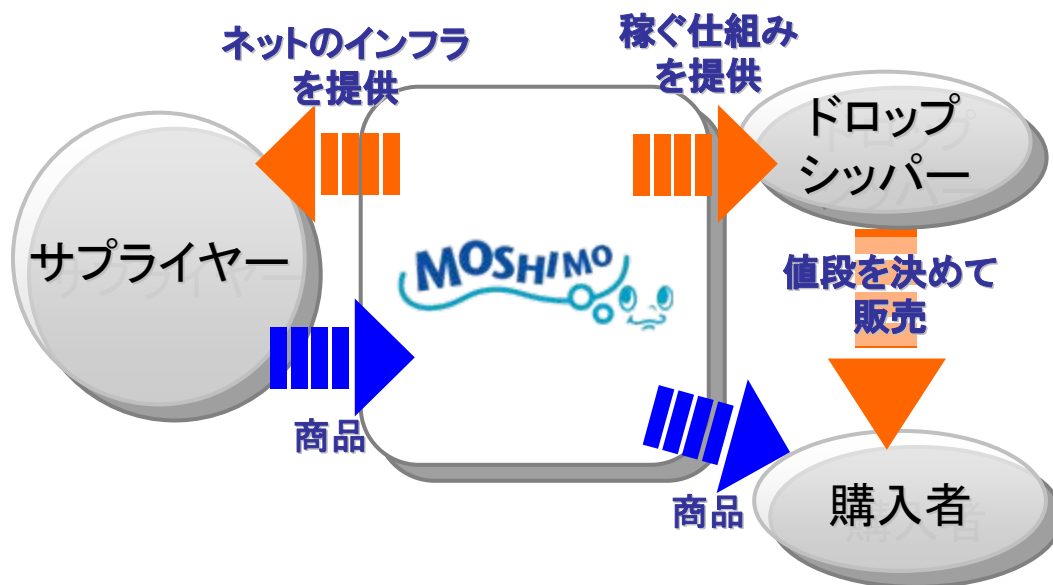 ネットのインフラ
を提供
稼ぐ仕組み
を提供
ドロップ
シッパー
サプライヤー
MOSHIMO
値段を決めて
販売
商品
商品
購入者